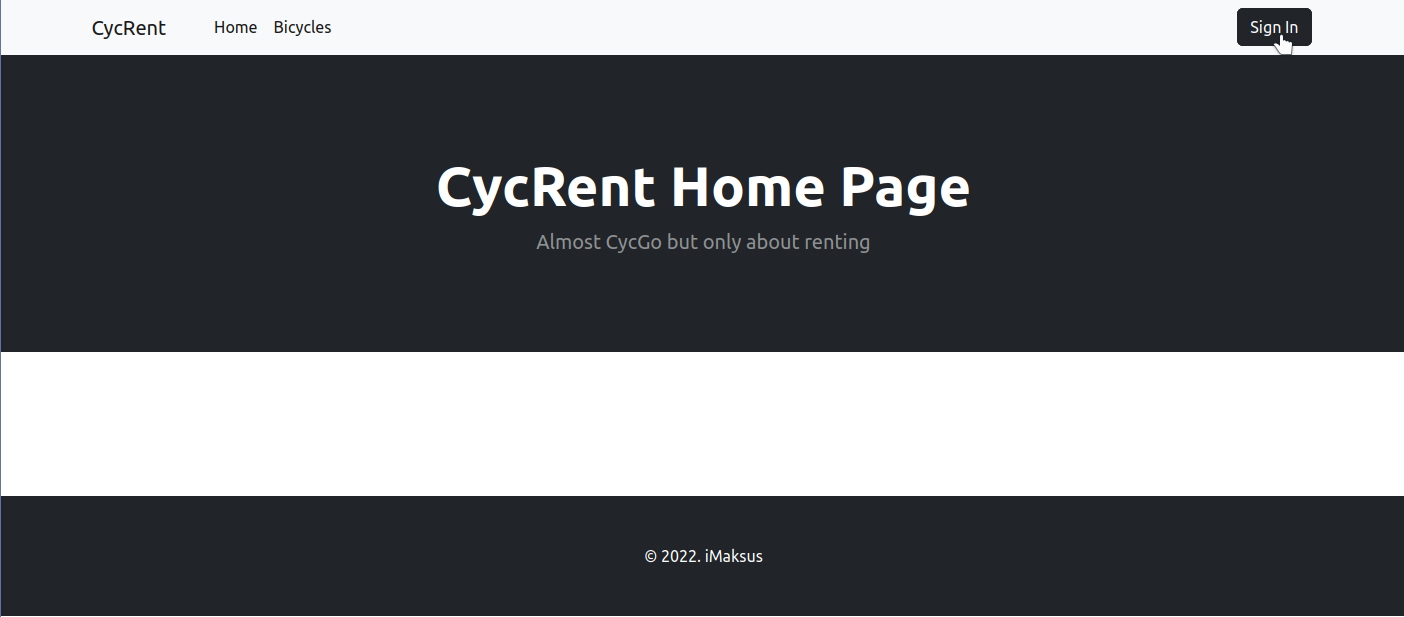 CycRent Home Bicycles Sign In
CycRent Home Page
Almost CycGo but only about renting
© 2022. iMaksus